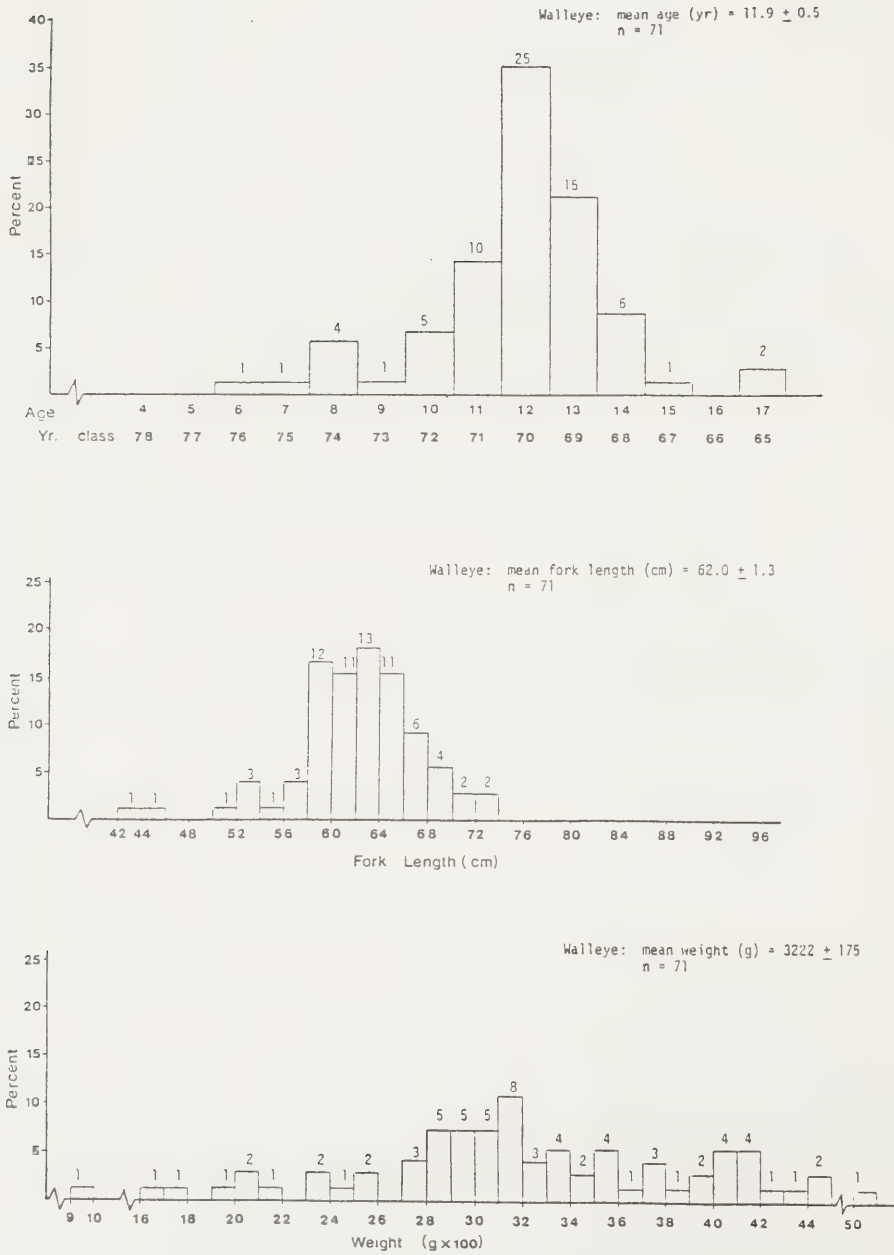 Walleye: mean age (yr) = 11.9 ± 0.5
n = 71
40
35
30
25
20
15
10
5
Percent
1 1 4 1 5 10 25 15 6 1 2
Age 4 5 6 7 8 9 10 11 12 13 14 15 16 17
Yr. class 78 77 76 75 74 73 72 71 70 69 68 67 66 65
Walleye: mean fork length (cm) = 62.0 ± 1.3
n = 71
25
20
15
10
5
Percent
1 1 1 3 1 3 12 11 13 11 6 4 2 2
42 44 48 52 56 60 64 68 72 76 80 84 88 92 96
Fork Length (cm)
Walleye: mean weight (g) = 3222 ± 175
n = 71
25
20
15
10
5
Percent
1 1 1 1 2 1 2 1 2 3 5 5 5 8 3 4 2 4 1 3 1 2 4 4 1 1 2 1
9 10 16 18 20 22 24 26 28 30 32 34 36 38 40 42 44 50
Weight (g x 100)